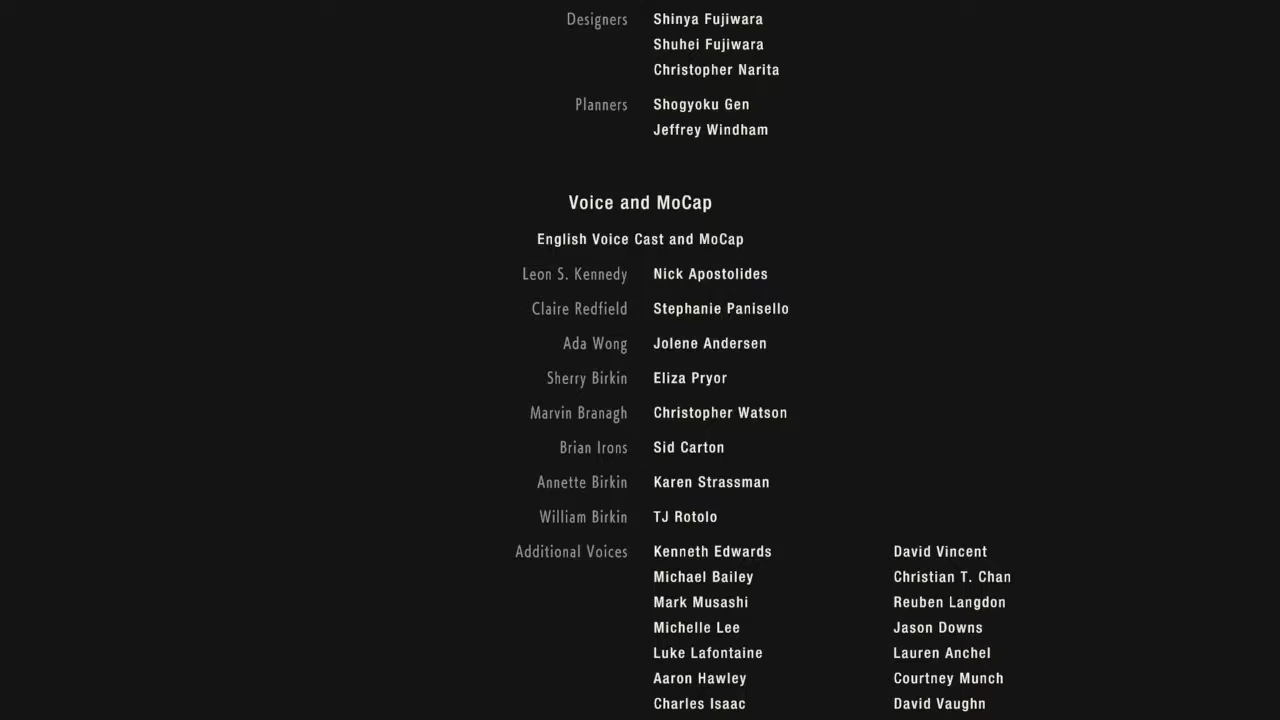 Designers Shinya Fujiwara
Shuhei Fujiwara
Christopher Narita
Planners Shogyoku Gen
Jeffrey Windham
Voice and MoCap
English Voice Cast and MoCap
Leon S. Kennedy Nick Apostolides
Claire Redfield Stephanie Panisello
Ada Wong Jolene Andersen
Sherry Birkin Eliza Pryor
Marvin Branagh Christopher Watson
Brian Irons Sid Carton
Annette Birkin Karen Strassman
William Birkin TJ Rotolo
Additional Voices Kenneth Edwards David Vincent
Michael Bailey Christian T. Chan
Mark Musashi Reuben Langdon
Michelle Lee Jason Downs
Luke Lafontaine Lauren Anchel
Aaron Hawley Courtney Munch
Charles Isaac David Vaughn